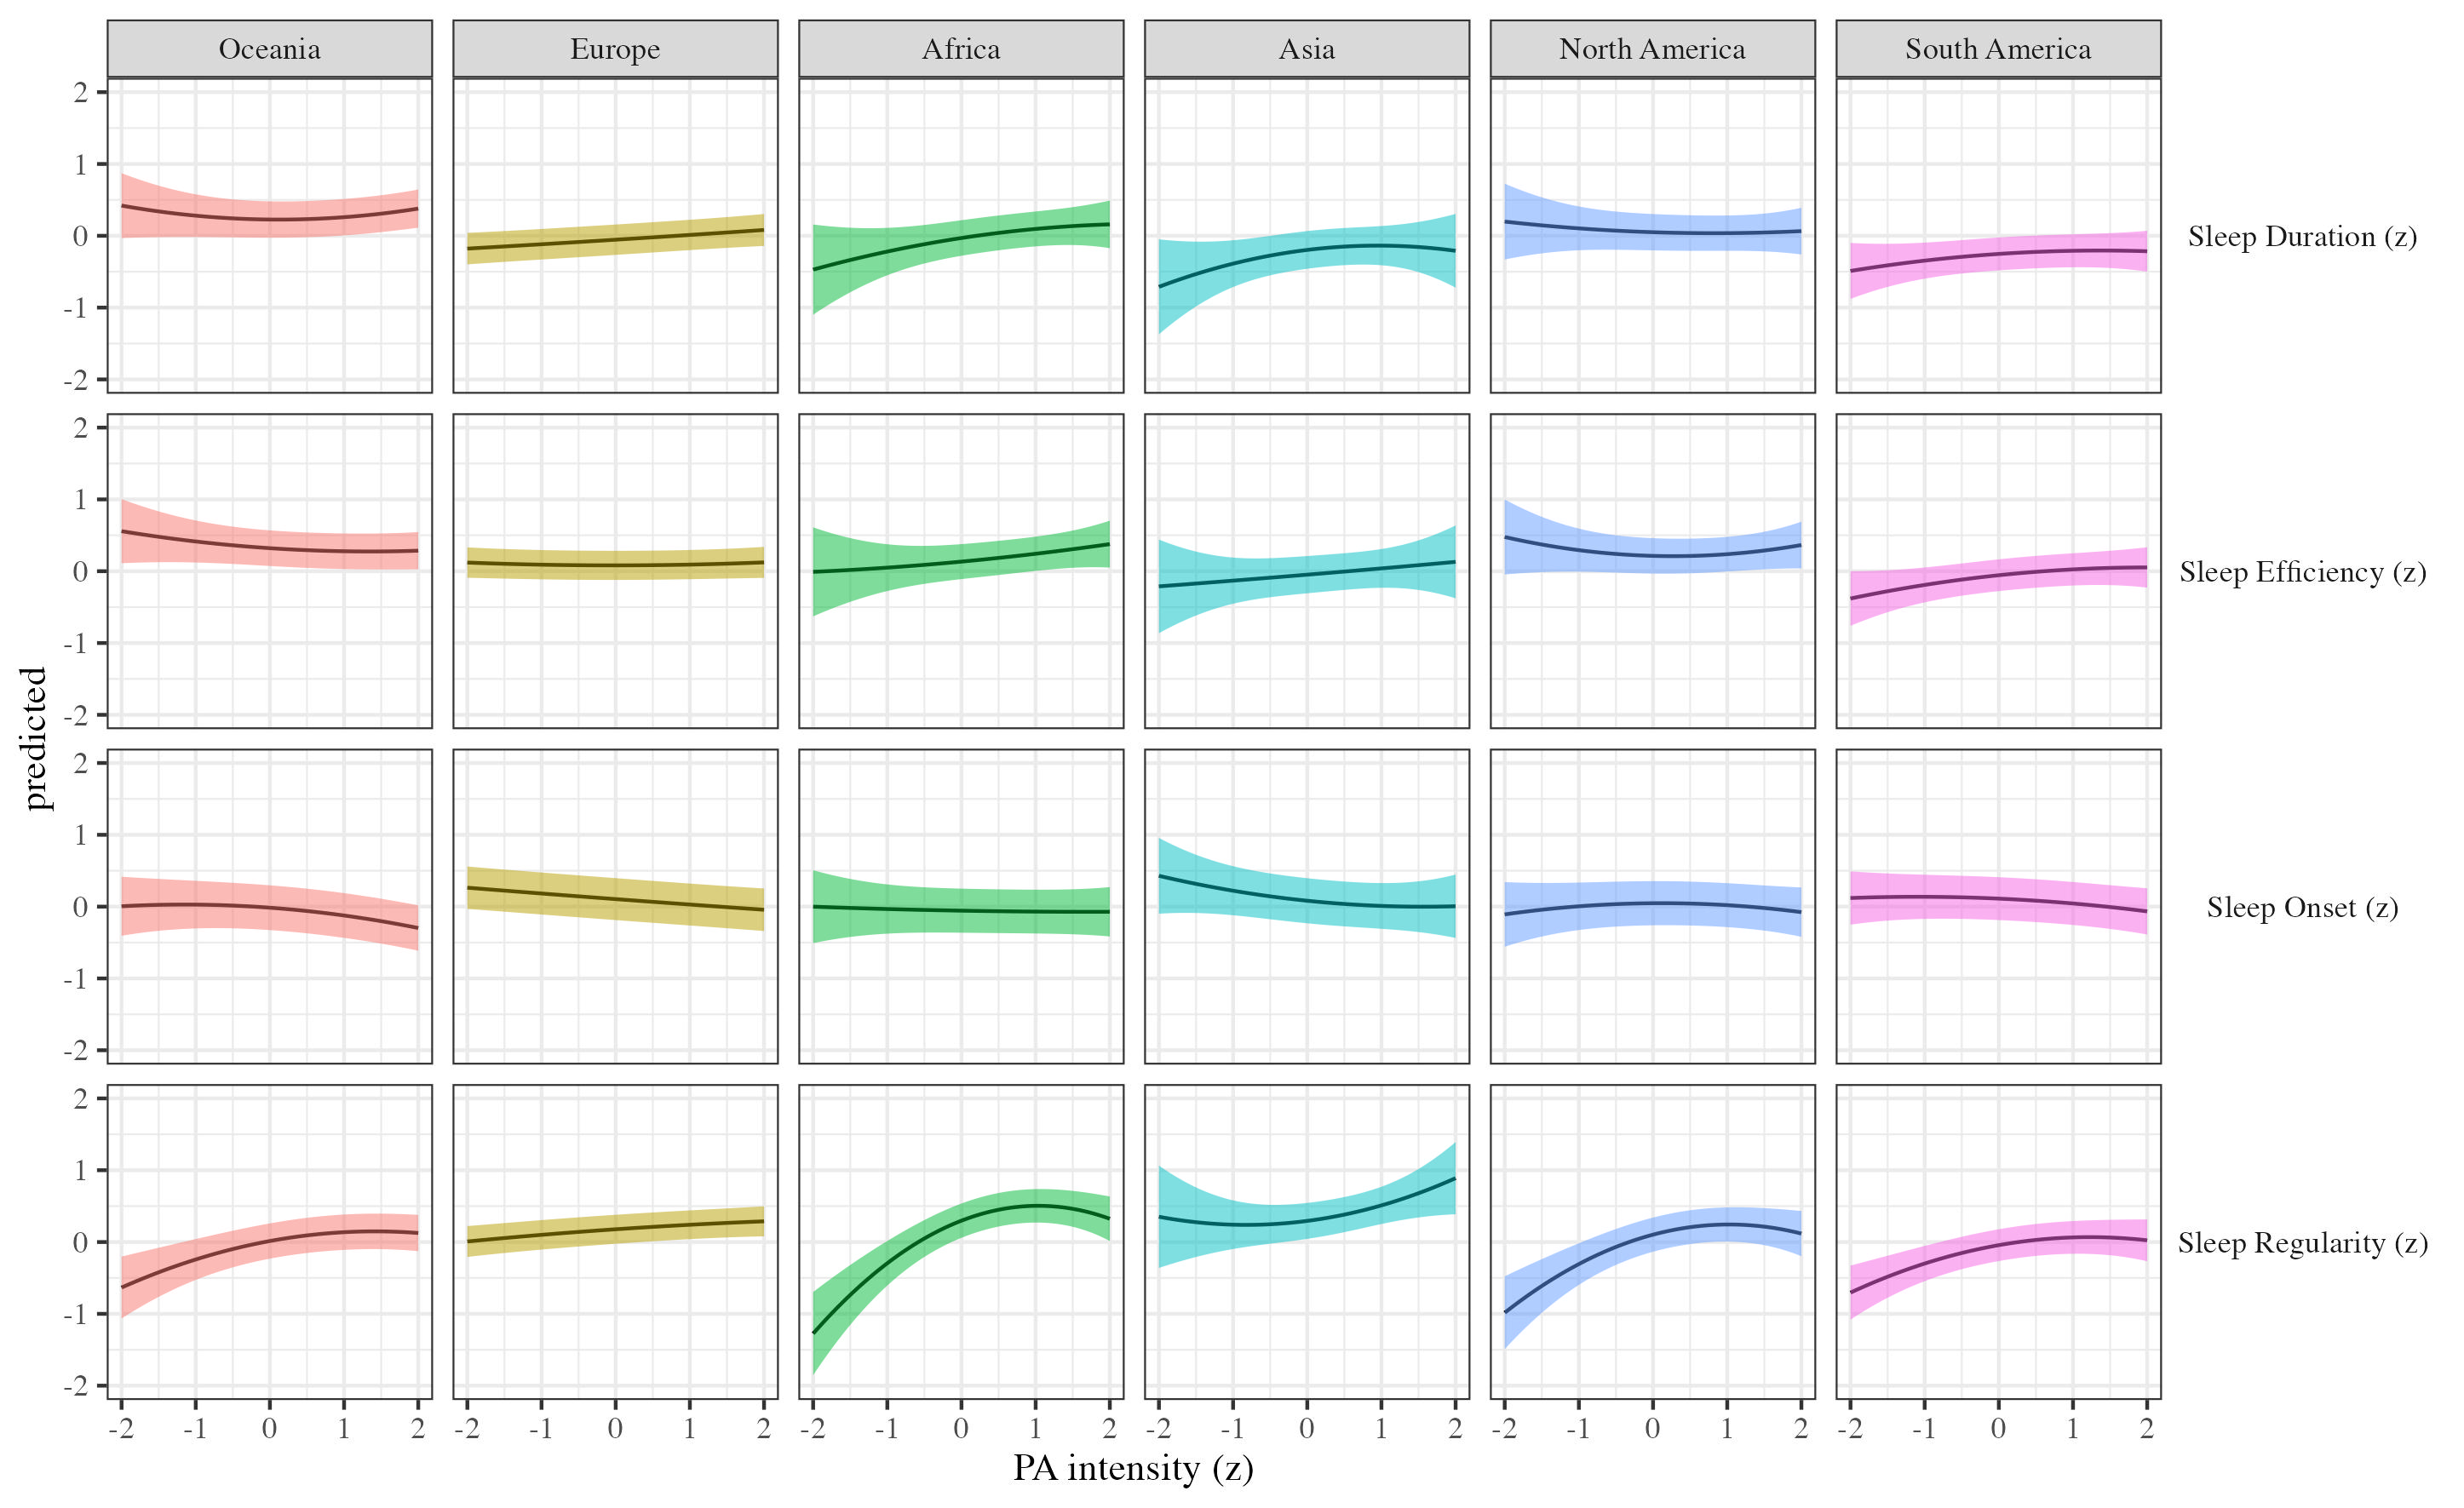 Oceania Europe Africa Asia North America South America
2
1
0
-1
-2
Sleep Duration (z)
2
1
0
-1
-2
Sleep Efficiency (z)
predicted
2
1
0
-1
-2
Sleep Onset (z)
2
1
0
-1
-2
Sleep Regularity (z)
-2 -1 0 1 2 -2 -1 0 1 2 -2 -1 0 1 2 -2 -1 0 1 2 -2 -1 0 1 2 -2 -1 0 1 2
PA intensity (z)